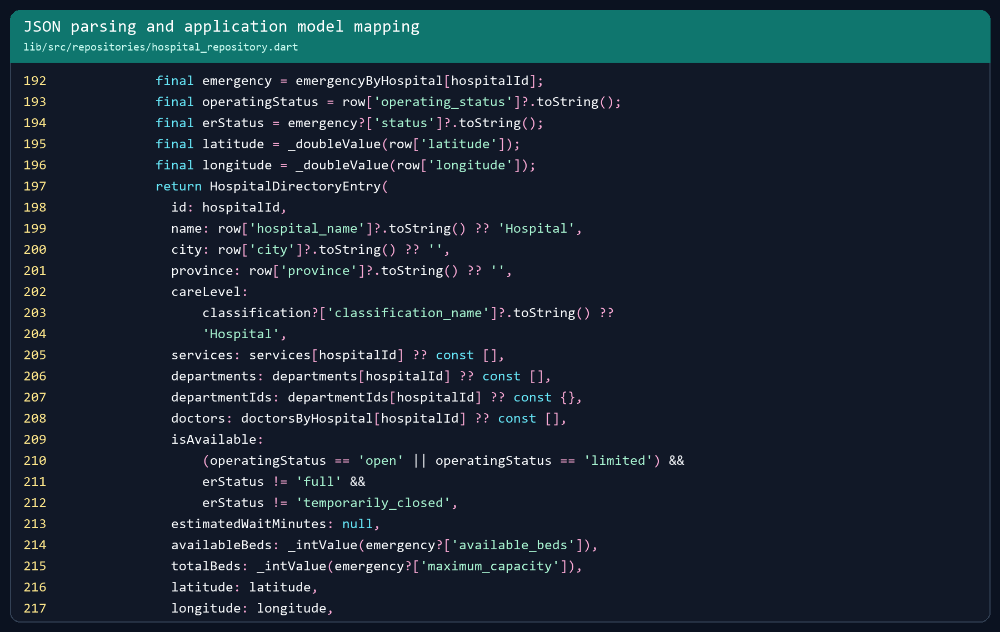 JSON parsing and application model mapping
lib/src/repositories/hospital_repository.dart
192 final emergency = emergencyByHospital[hospitalId];
193 final operatingStatus = row['operating_status']?.toString();
194 final erStatus = emergency?['status']?.toString();
195 final latitude = _doubleValue(row['latitude']);
196 final longitude = _doubleValue(row['longitude']);
197 return HospitalDirectoryEntry(
198 id: hospitalId,
199 name: row['hospital_name']?.toString() ?? 'Hospital',
200 city: row['city']?.toString() ?? '',
201 province: row['province']?.toString() ?? '',
202 careLevel:
203 classification?['classification_name']?.toString() ??
204 'Hospital',
205 services: services[hospitalId] ?? const [],
206 departments: departments[hospitalId] ?? const [],
207 departmentIds: departmentIds[hospitalId] ?? const {},
208 doctors: doctorsByHospital[hospitalId] ?? const [],
209 isAvailable:
210 (operatingStatus == 'open' || operatingStatus == 'limited') &&
211 erStatus != 'full' &&
212 erStatus != 'temporarily_closed',
213 estimatedWaitMinutes: null,
214 availableBeds: _intValue(emergency?['available_beds']),
215 totalBeds: _intValue(emergency?['maximum_capacity']),
216 latitude: latitude,
217 longitude: longitude,